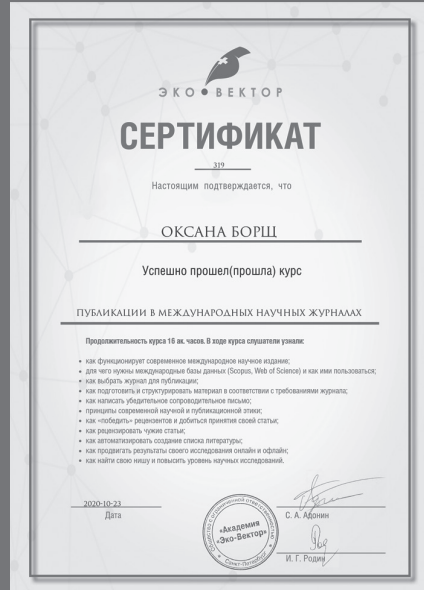 ЭКО•ВЕКТОР
СЕРТИФИКАТ
319
Настоящим подтверждается, что
ОКСАНА БОРЩ
Успешно прошел(прошла) курс
ПУБЛИКАЦИИ В МЕЖДУНАРОДНЫХ НАУЧНЫХ ЖУРНАЛАХ
Продолжительность курса 16 ак. часов. В ходе курса слушатели узнали:
• как функционирует современное международное научное издание;
• для чего нужны международные базы данных (Scopus, Web of Science) и как ими пользоваться;
• как выбрать журнал для публикации;
• как подготовить и структурировать материал в соответствии с требованиями журнала;
• как написать убедительное сопроводительное письмо;
• принципы современной научной и публикационной этики;
• как «победить» рецензентов и добиться принятия своей статьи;
• как рецензировать чужие статьи;
• как автоматизировать создание списка литературы;
• как продвигать результаты своего исследования онлайн и офлайн;
• как найти свою нишу и повысить уровень научных исследований.
2020-10-23
Дата
Общество с ограниченной ответственностью
«Академия
«Эко-Вектор»
Санкт-Петербург
С. А. Адонин
И. Г. Родин